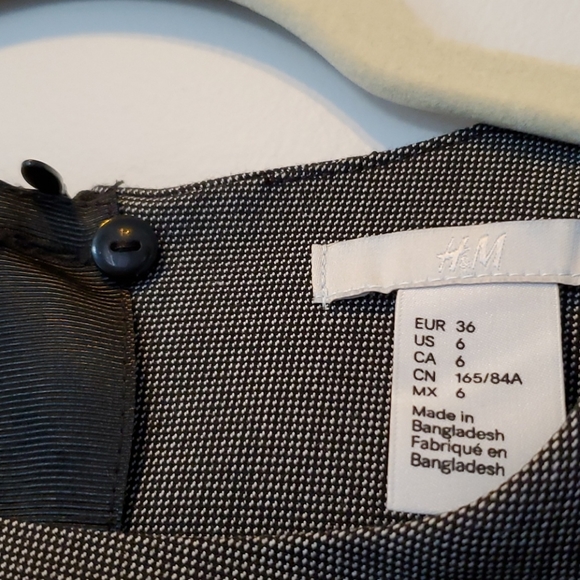 H&M
EUR 36
US 6
CA 6
CN 165/84A
MX 6
Made in
Bangladesh
Fabriqué en
Bangladesh